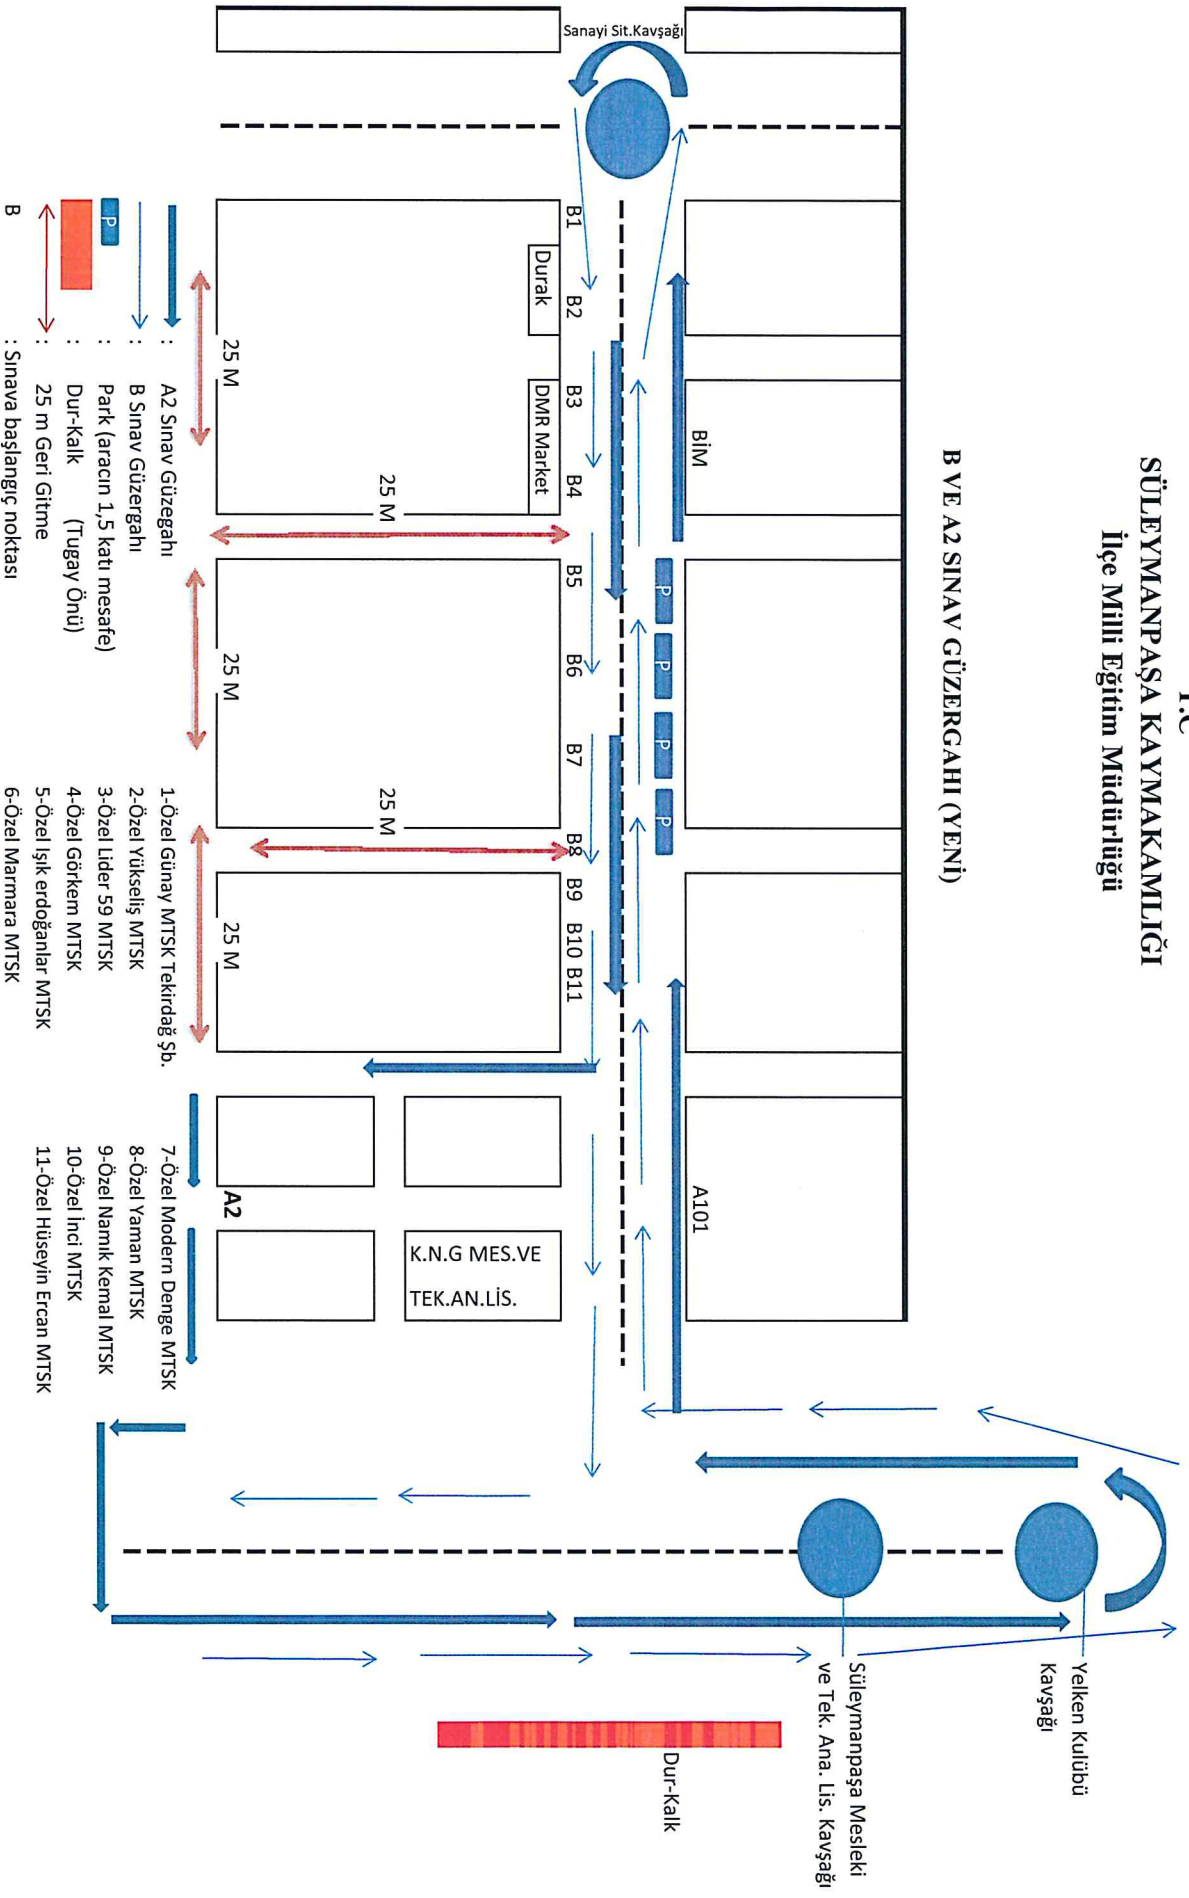 T.C
SÜLEYMANPAŞA KAYMAKAMLIĞI
İlçe Milli Eğitim Müdürlüğü
B VE A2 SINAV GÜZERGAHI (YENİ)
Sanayi Sit.Kavşağı
BİM
A101
P
P
P
P
B1
B2
B3
B4
B5
B6
B7
B8
B9
B10
B11
Durak
DMR Market
25 M
25 M
25 M
25 M
25 M
A2
K.N.G MES.VE
TEK.AN.LİS.
Yelken Kulübü
Kavşağı
Süleymanpaşa Mesleki
ve Tek. Ana. Lis. Kavşağı
Dur-Kalk
: A2 Sınav Güzegahı
: B Sınav Güzergahı
P : Park (aracın 1,5 katı mesafe)
: Dur-Kalk (Tugay Önü)
: 25 m Geri Gitme
B : Sınava başlangıç noktası
1-Özel Günay MTSK Tekirdağ Şb.
2-Özel Yükseliş MTSK
3-Özel Lider 59 MTSK
4-Özel Görkem MTSK
5-Özel Işık erdoğanlar MTSK
6-Özel Marmara MTSK
7-Özel Modern Denge MTSK
8-Özel Yaman MTSK
9-Özel Namık Kemal MTSK
10-Özel İnci MTSK
11-Özel Hüseyin Ercan MTSK